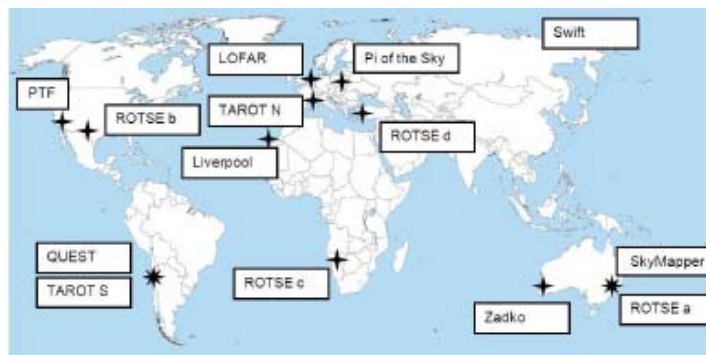 Swift
LOFAR
Pi of the Sky
PTF
ROTSE b
TAROT N
ROTSE d
Liverpool
QUEST
SkyMapper
ROTSE c
TAROT S
Zadko
ROTSE a